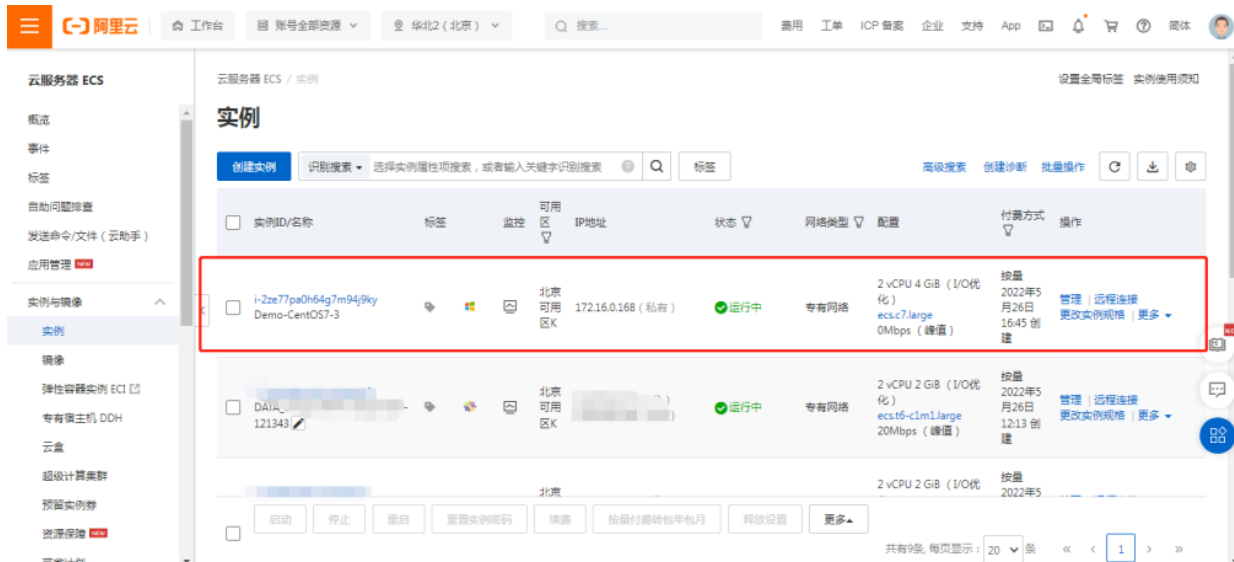 阿里云 工作台 账号全部资源 华北2（北京） 搜索... 费用 工单 ICP 备案 企业 支持 App 简体
云服务器 ECS
概览
事件
标签
自助问题排查
发送命令/文件（云助手）
应用管理 NEW
实例与镜像
实例
镜像
弹性容器实例 ECI
专有宿主机 DDH
云盒
超级计算集群
预留实例券
资源保障 NEW
云服务器 ECS / 实例 设置全局标签 实例使用须知
实例
创建实例 识别搜索 选择实例属性项搜索，或者输入关键字识别搜索 标签 高级搜索 创建诊断 批量操作
实例ID/名称 标签 监控 可用区 IP地址 状态 网络类型 配置 付费方式 操作
i-2ze77pa0h64g7m94j9ky
Demo-CentOS7-3
北京
可用
区K
172.16.0.168（私有）
运行中
专有网络
2 vCPU 4 GiB （I/O优
化）
ecs.c7.large
0Mbps （峰值）
按量
2022年5
月26日
16:45 创
建
管理 | 远程连接
更改实例规格 | 更多
121343
北京
可用
区K
运行中
专有网络
2 vCPU 2 GiB （I/O优
化）
ecs.t6-c1m1.large
20Mbps （峰值）
按量
2022年5
月26日
12:13 创
建
管理 | 远程连接
更改实例规格 | 更多
北京
2 vCPU 2 GiB （I/O优
按量
2022年5
启动 停止 重启 重置实例密码 续费 按量付费转包年包月 释放设置 更多
共有9条, 每页显示： 20 条 « ‹ 1 › »